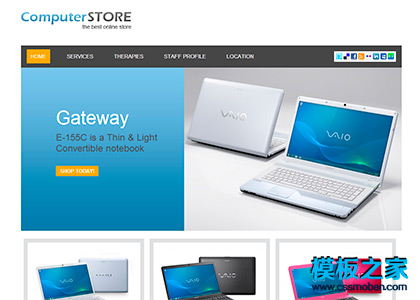 ComputerSTORE
the best online store
HOME SERVICES THERAPIES STAFF PROFILE LOCATION
Gateway
E-155C is a Thin & Light
Convertible notebook
SHOP TODAY!
VAIO
VAIO
模板之家
www.cssmoban.com